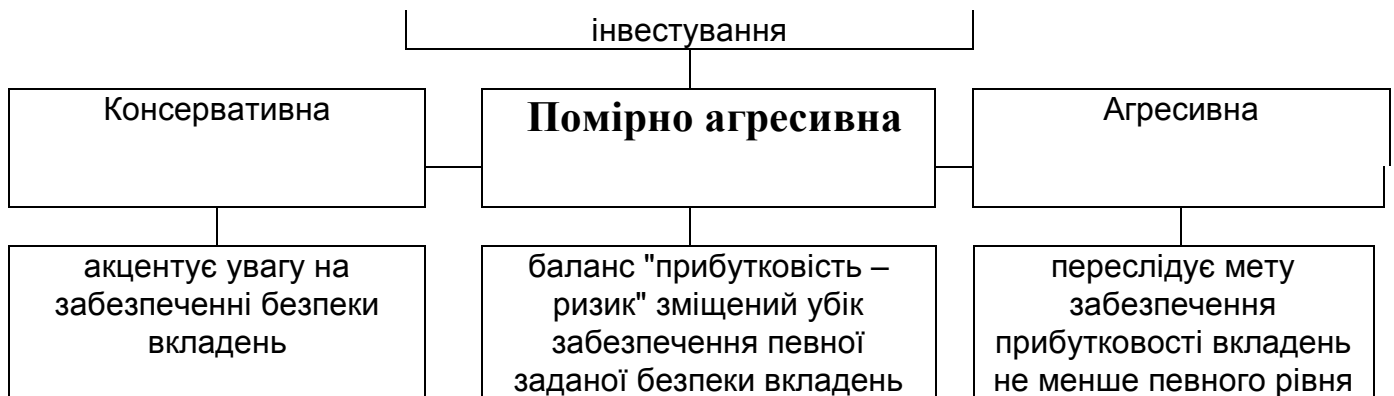 інвестування
Консервативна
Помірно агресивна
Агресивна
акцентує увагу на
забезпеченні безпеки
вкладень
баланс "прибутковість –
ризик" зміщений убік
забезпечення певної
заданої безпеки вкладень
переслідує мету
забезпечення
прибутковості вкладень
не менше певного рівня